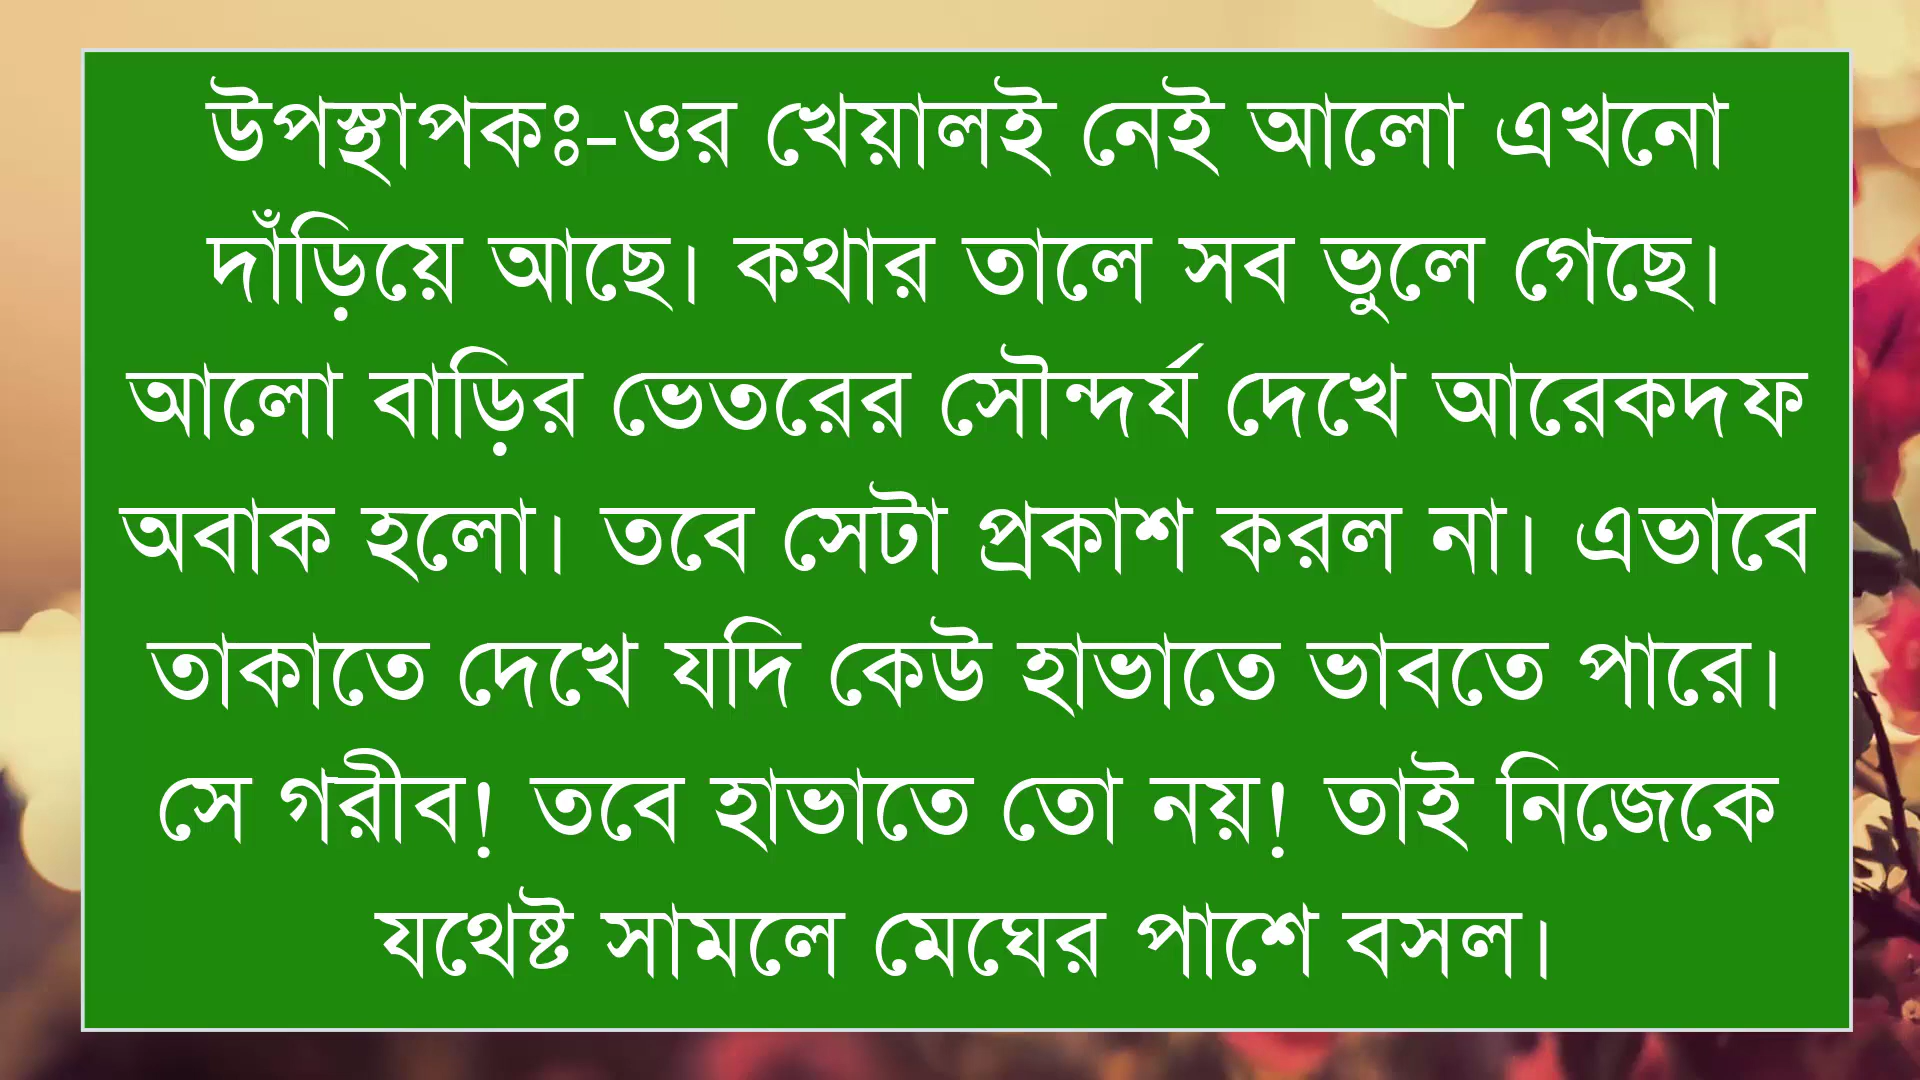 উপস্থাপকঃ-ওর খেয়ালই নেই আলো এখনো
দাঁড়িয়ে আছে। কথার তালে সব ভুলে গেছে।
আলো বাড়ির ভেতরের সৌন্দর্য দেখে আরেকদফ
অবাক হলো। তবে সেটা প্রকাশ করল না। এভাবে
তাকাতে দেখে যদি কেউ হাভাতে ভাবতে পারে।
সে গরীব! তবে হাভাতে তো নয়! তাই নিজেকে
যথেষ্ট সামলে মেঘের পাশে বসল।